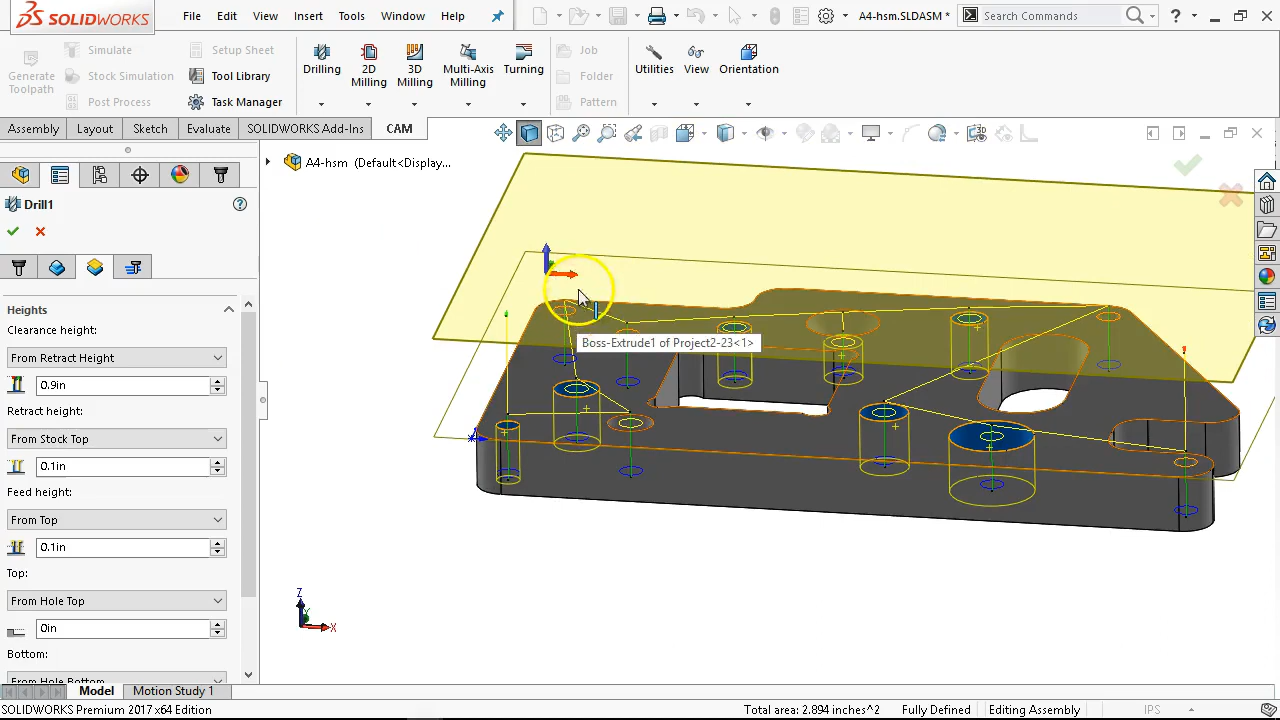 SOLIDWORKS
File Edit View Insert Tools Window Help
A4-hsm.SLDASM *
Search Commands
?
Generate
Toolpath
Simulate
Stock Simulation
Post Process
Setup Sheet
Tool Library
Task Manager
Drilling
2D
Milling
3D
Milling
Multi-Axis
Milling
Turning
Job
Folder
Pattern
Utilities
View
Orientation
Assembly Layout Sketch Evaluate SOLIDWORKS Add-Ins CAM
A4-hsm (Default<Display...
Drill1
?
Heights
Clearance height:
From Retract Height
0.9in
Retract height:
From Stock Top
0.1in
Feed height:
From Top
0.1in
Top:
From Hole Top
0in
Bottom:
From Hole Bottom
Boss-Extrude1 of Project2-23<1>
Z
Y
X
Model Motion Study 1
SOLIDWORKS Premium 2017 x64 Edition
Total area: 2.894 inches^2 Fully Defined Editing Assembly IPS